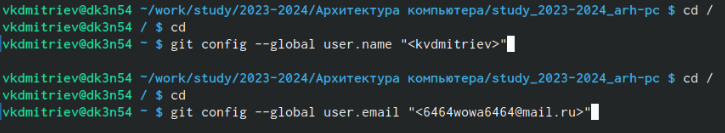 vkdmitriev@dk3n54 ~/work/study/2023-2024/Архитектура компьютера/study_2023-2024_arh-pc $ cd /
vkdmitriev@dk3n54 / $ cd
vkdmitriev@dk3n54 ~ $ git config --global user.name "<kvdmitriev>"
vkdmitriev@dk3n54 ~/work/study/2023-2024/Архитектура компьютера/study_2023-2024_arh-pc $ cd /
vkdmitriev@dk3n54 / $ cd
vkdmitriev@dk3n54 ~ $ git config --global user.email "<6464wowa6464@mail.ru>"